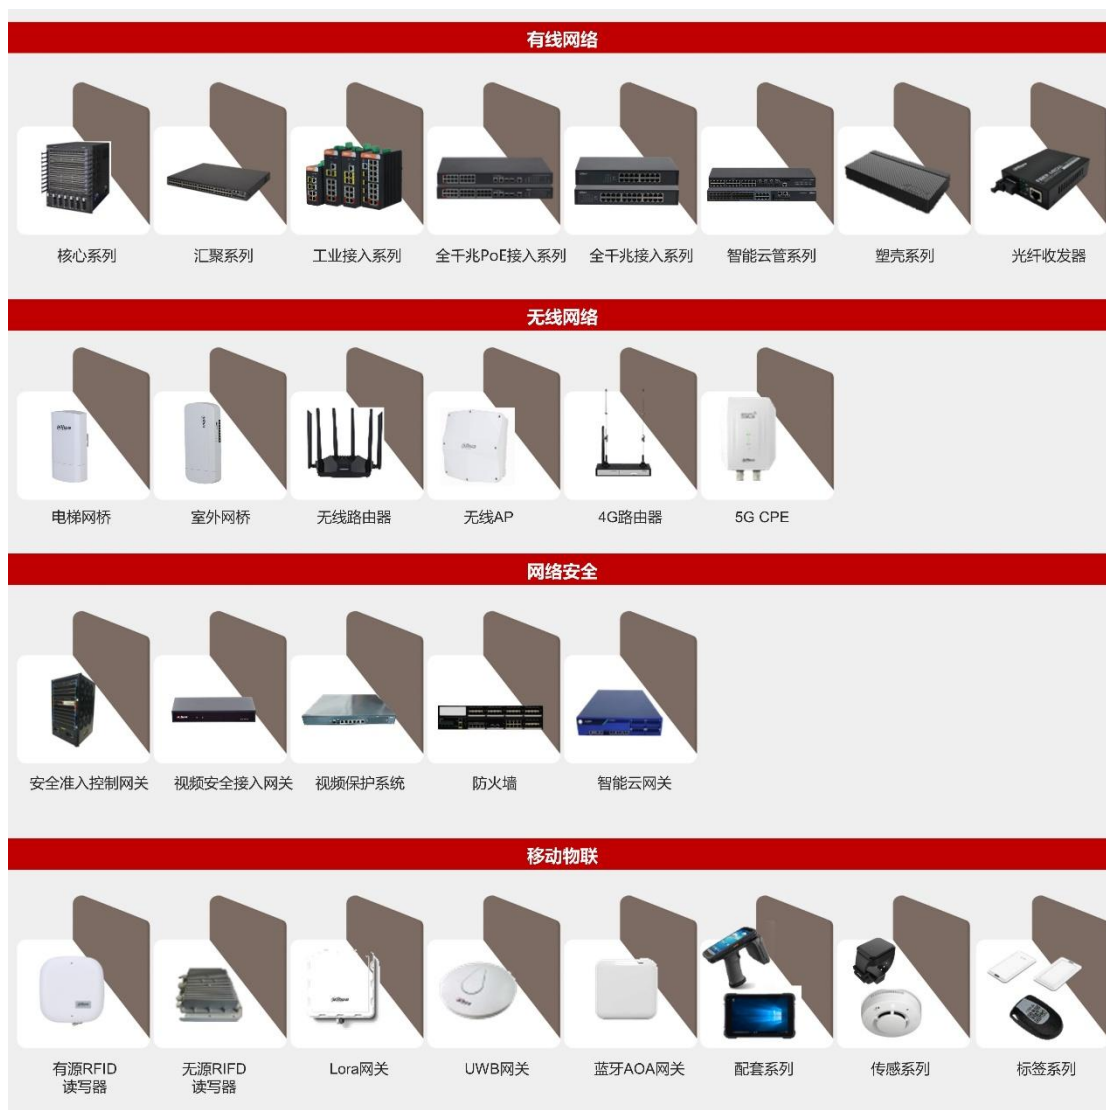 有线网络
核心系列
汇聚系列
工业接入系列
全千兆PoE接入系列
全千兆接入系列
智能云管系列
塑壳系列
光纤收发器
无线网络
电梯网桥
室外网桥
无线路由器
无线AP
4G路由器
5G CPE
网络安全
安全准入控制网关
视频安全接入网关
视频保护系统
防火墙
智能云网关
移动物联
有源RFID
读写器
无源RIFD
读写器
Lora网关
UWB网关
蓝牙AOA网关
配套系列
传感系列
标签系列